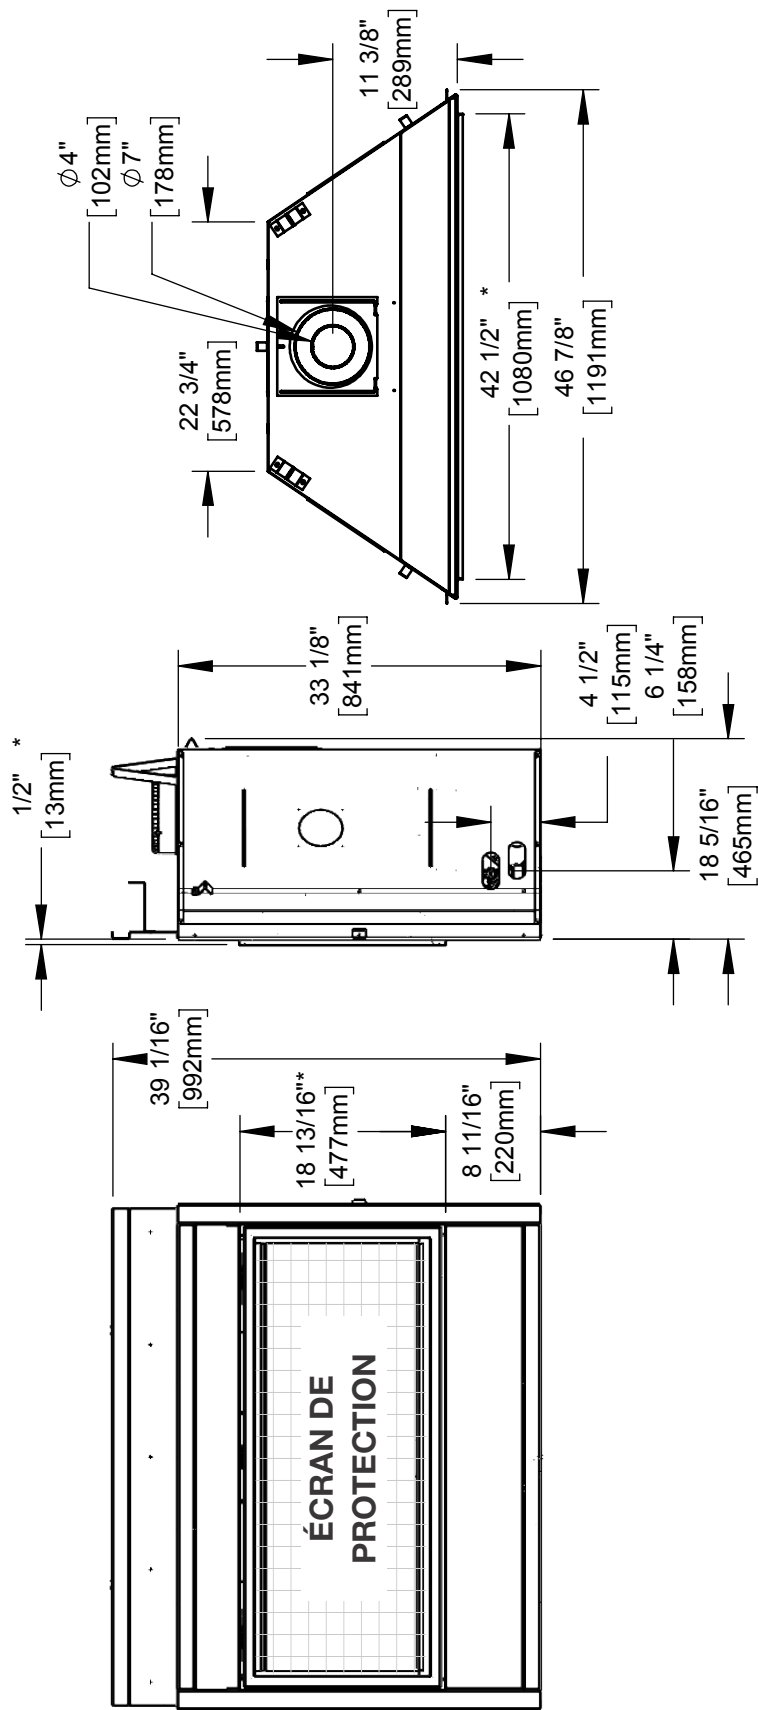 Ø4"
[102mm]
Ø7"
[178mm]
11 3/8"
[289mm]
22 3/4"
[578mm]
42 1/2" *
[1080mm]
46 7/8"
[1191mm]
1/2" *
[13mm]
33 1/8"
[841mm]
4 1/2"
[115mm]
6 1/4"
[158mm]
18 5/16"
[465mm]
39 1/16"
[992mm]
18 13/16"*
[477mm]
8 11/16"
[220mm]
ÉCRAN DE
PROTECTION